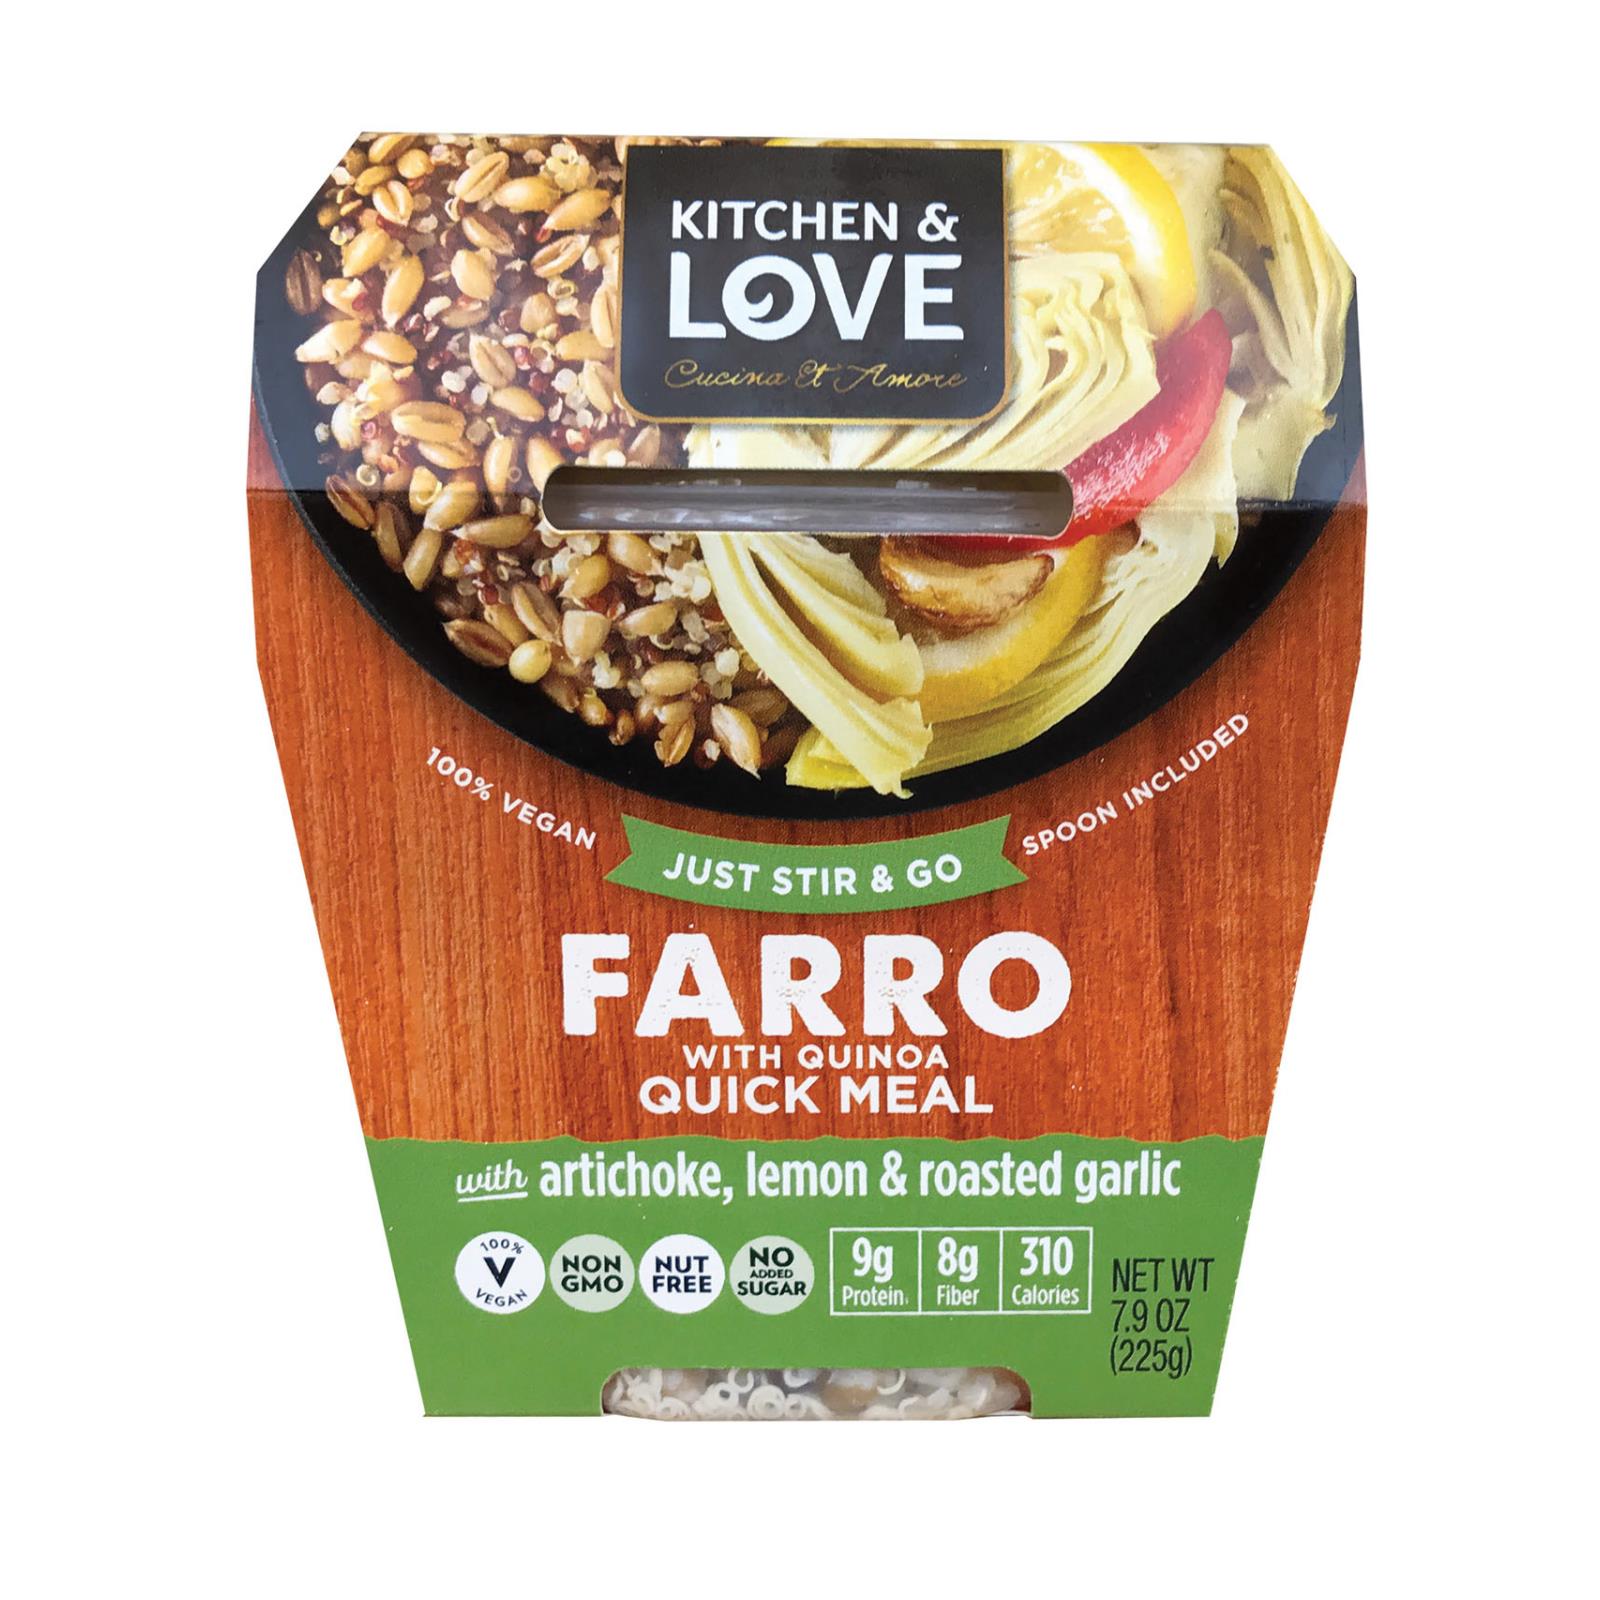 KITCHEN &
LOVE
Cucina Et Amore
100% VEGAN
SPOON INCLUDED
JUST STIR & GO
FARRO
WITH QUINOA
QUICK MEAL
with artichoke, lemon & roasted garlic
100%
V
VEGAN
NON
GMO
NUT
FREE
NO
ADDED
SUGAR
9g
Protein
8g
Fiber
310
Calories
NET WT
7.9 OZ
(225g)